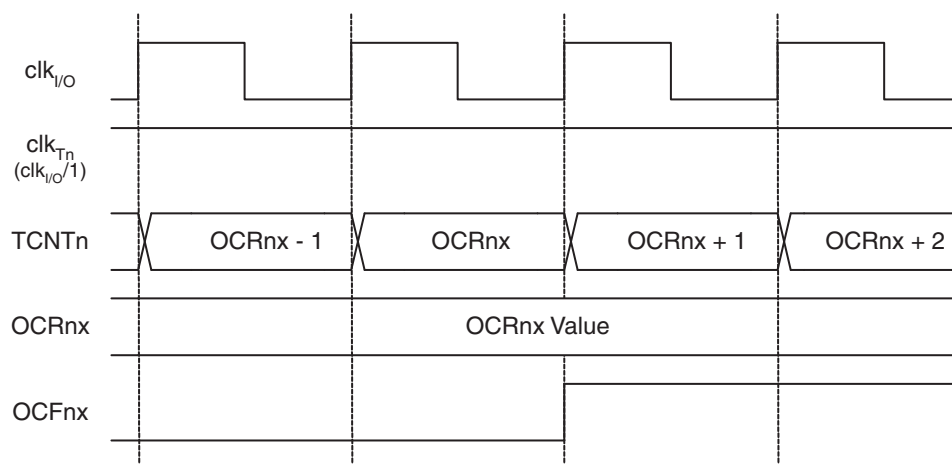 clkI/O
clkTn
(clkI/O/1)
TCNTn OCRnx - 1 OCRnx OCRnx + 1 OCRnx + 2
OCRnx OCRnx Value
OCFnx